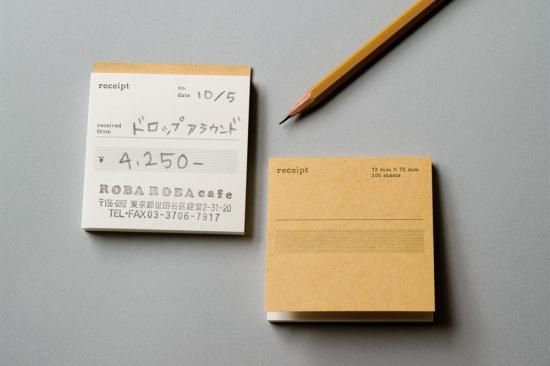 receipt
no.
date 10/5
received
from ドロップアラウンド
¥ 4,250-
ROBA ROBA cafe
〒156-0052 東京都世田谷区経堂2-31-20
TEL+FAX03-3706-7917
receipt
72 mm × 72 mm
100 sheets